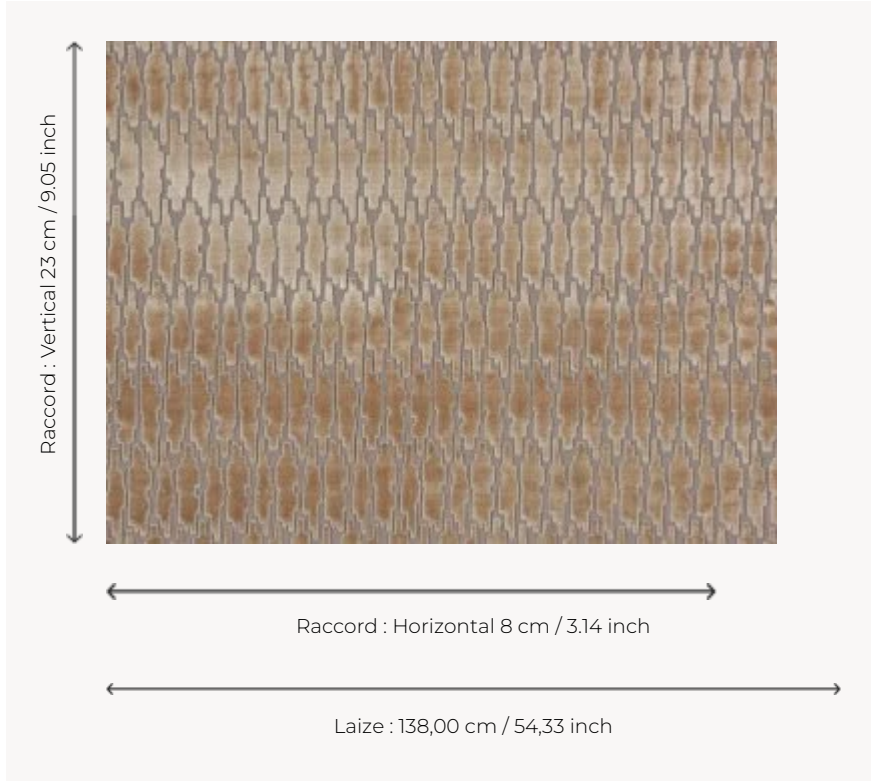 Raccord : Vertical 23 cm / 9.05 inch
Raccord : Horizontal 8 cm / 3.14 inch
Laize : 138,00 cm / 54,33 inch